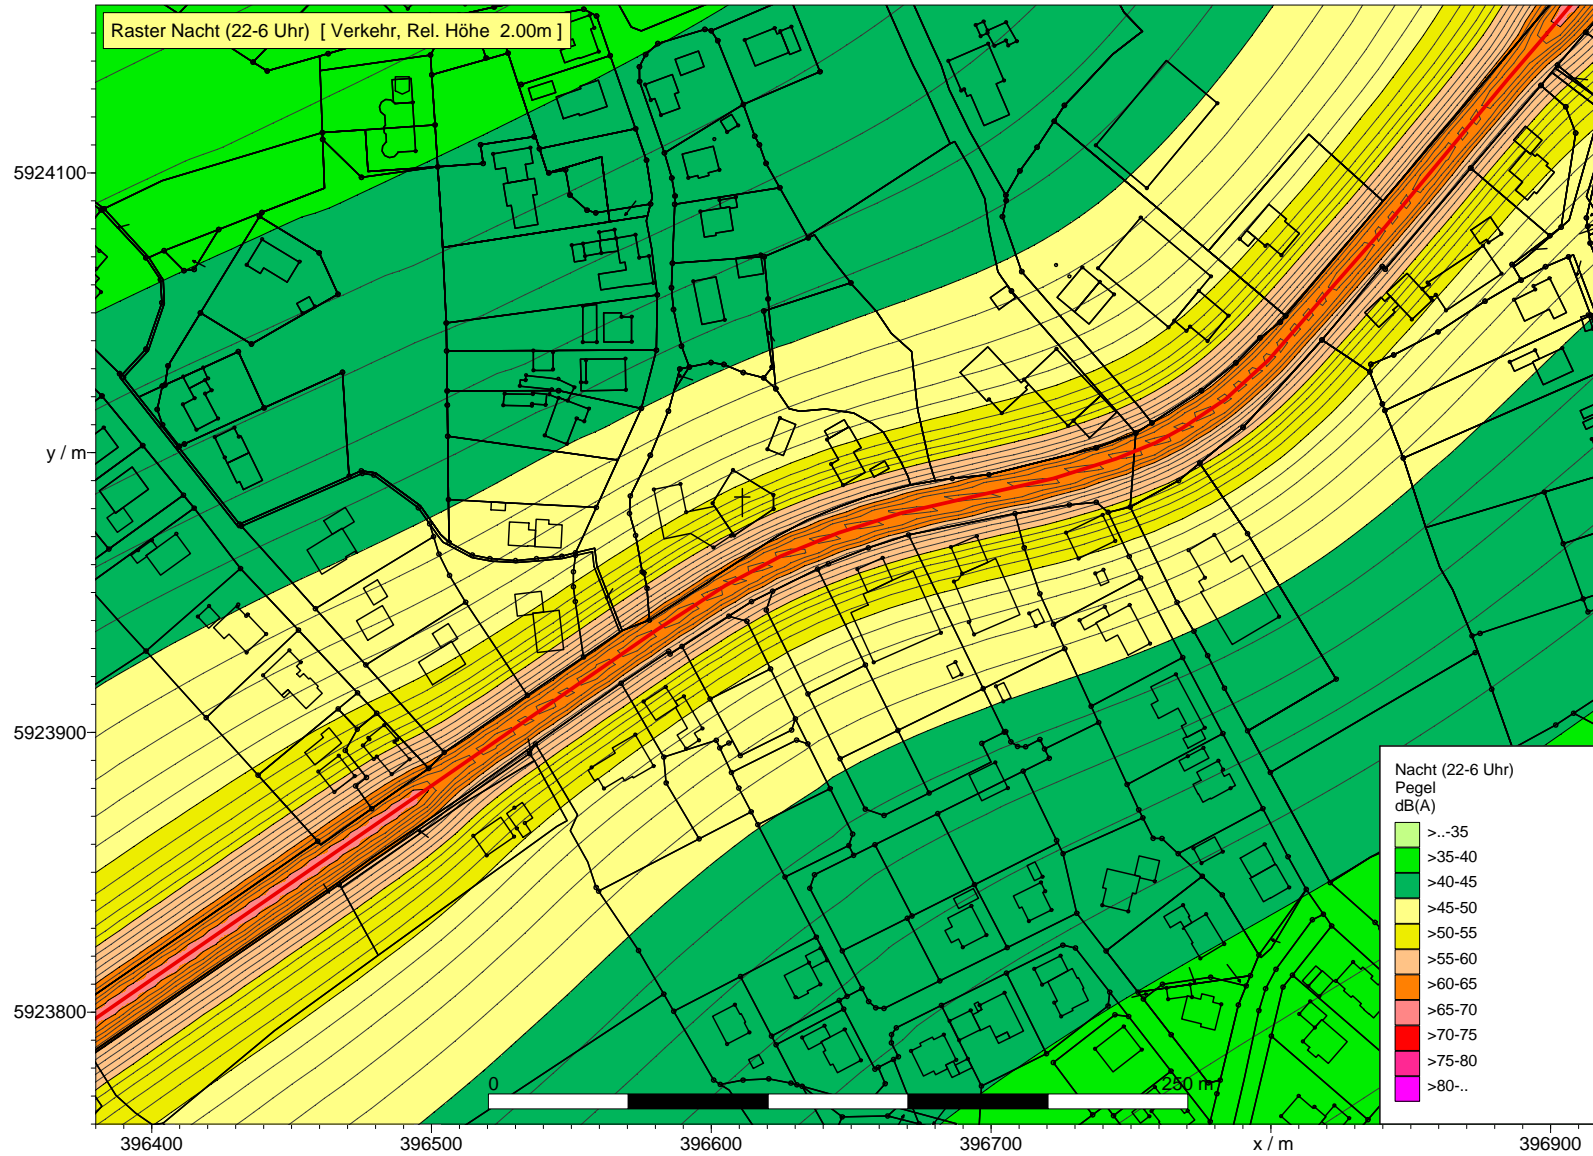 Raster Nacht (22-6 Uhr) [ Verkehr, Rel. Höhe 2.00m ]
5924100
y / m
5923900
5923800
Nacht (22-6 Uhr)
Pegel
dB(A)
>..-35
>35-40
>40-45
>45-50
>50-55
>55-60
>60-65
>65-70
>70-75
>75-80
>80-..
0 250 m
396400 396500 396600 396700 x / m 396900